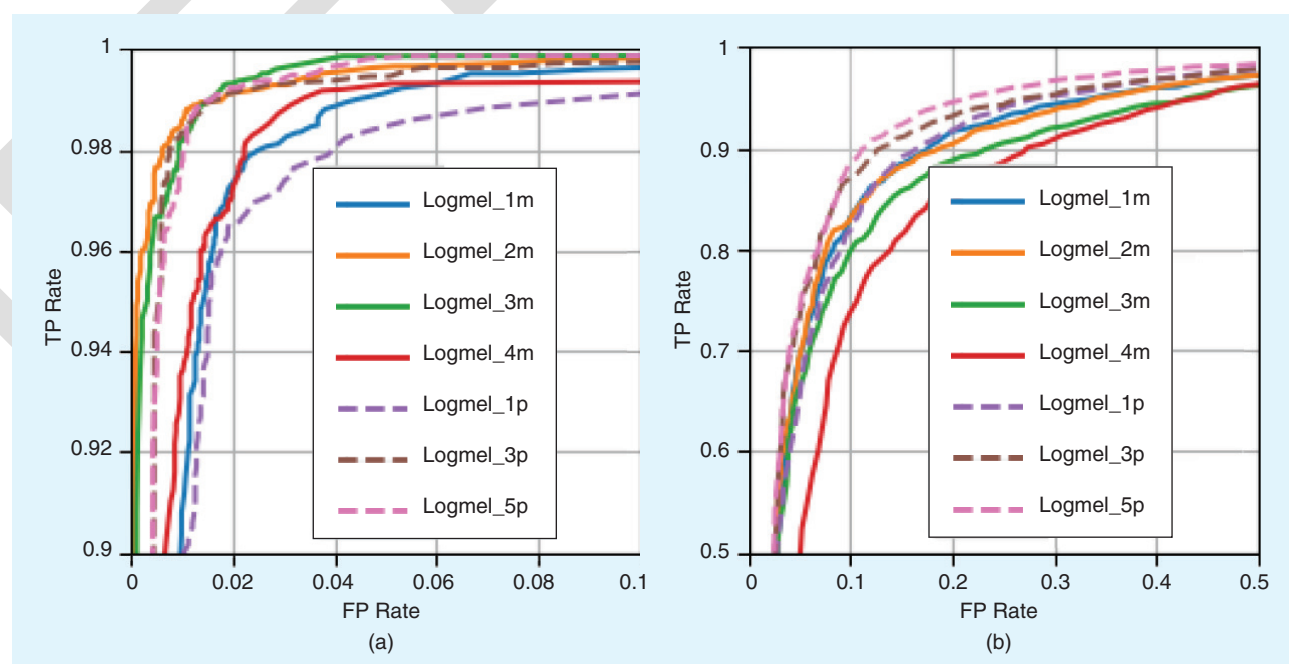 1
0.98
0.96
0.94
0.92
0.9
TP Rate
0
0.02
0.04
0.06
0.08
0.1
FP Rate
(a)
Logmel_1m
Logmel_2m
Logmel_3m
Logmel_4m
Logmel_1p
Logmel_3p
Logmel_5p
1
0.9
0.8
0.7
0.6
0.5
TP Rate
0
0.1
0.2
0.3
0.4
0.5
FP Rate
(b)
Logmel_1m
Logmel_2m
Logmel_3m
Logmel_4m
Logmel_1p
Logmel_3p
Logmel_5p